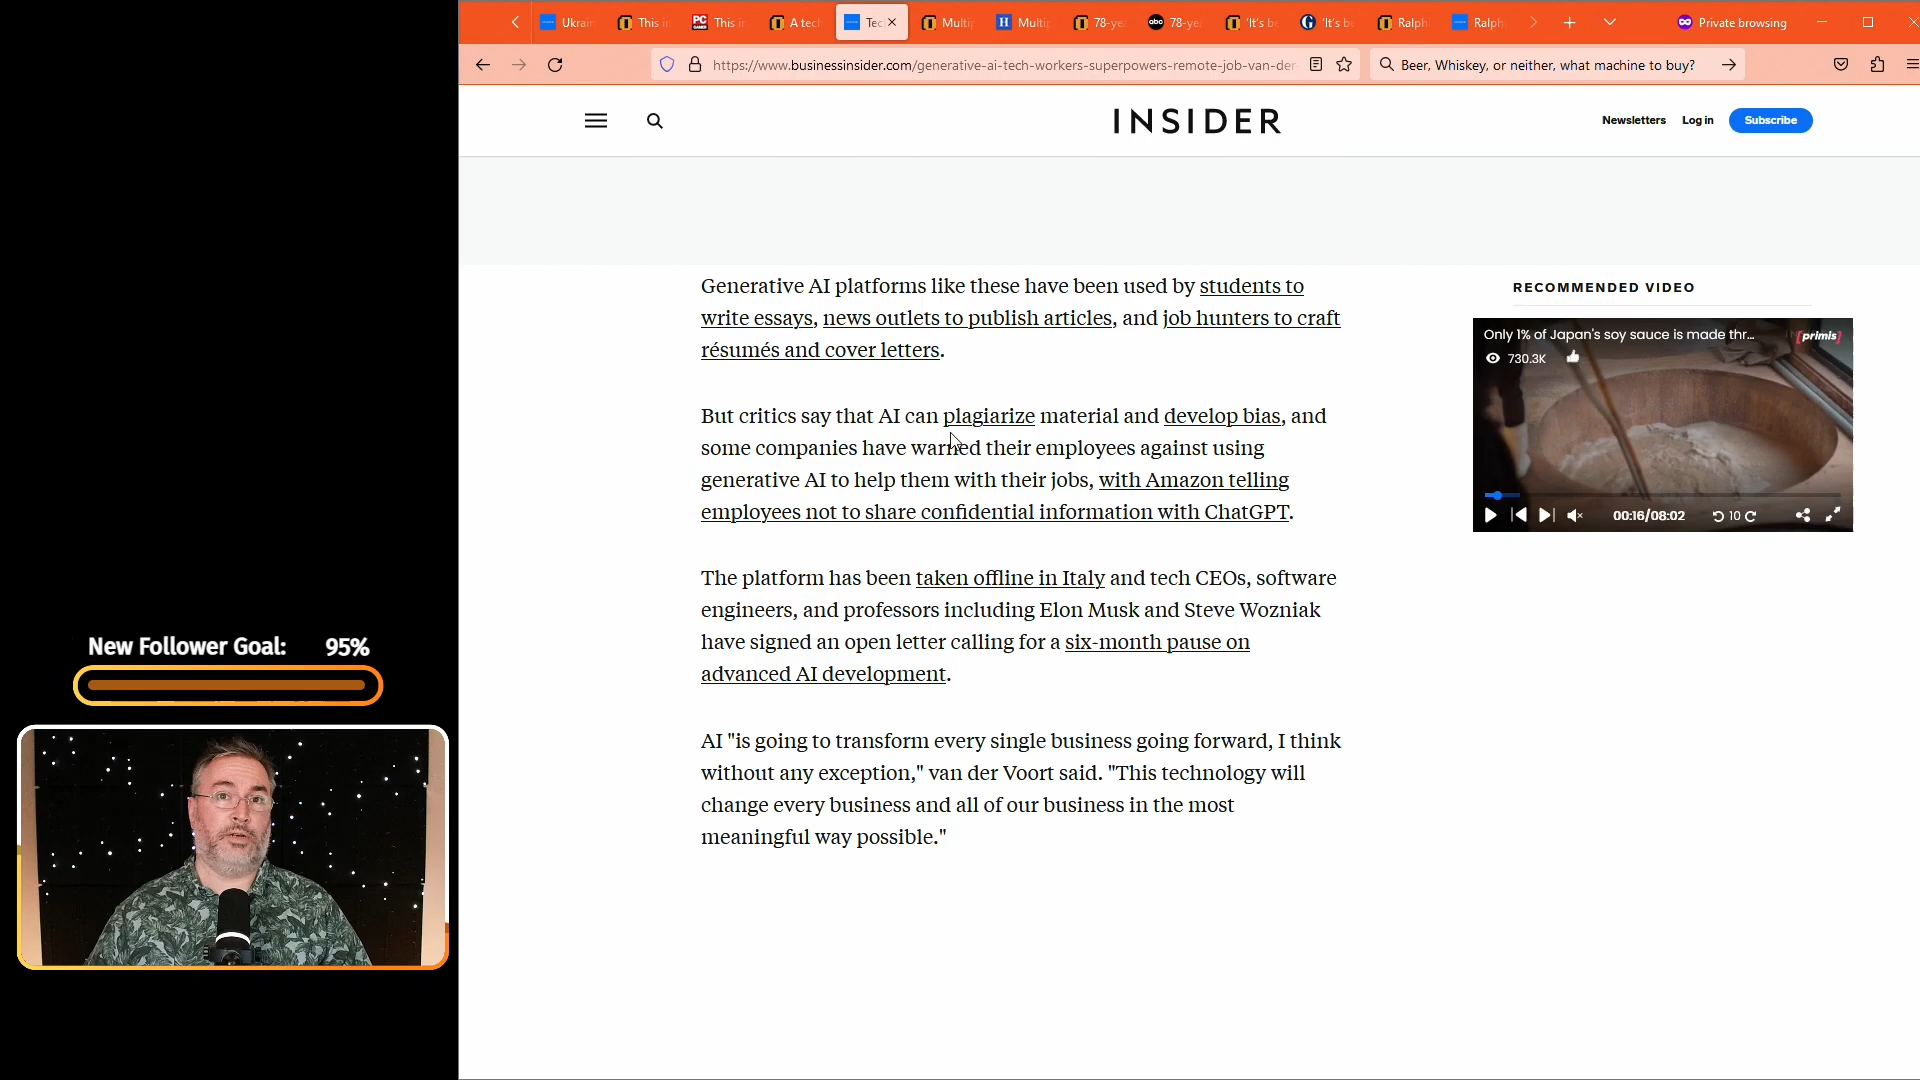 Ukrain
This i
PC GAMER
This i
A tech
Tec
Multip
H
Multip
78-ye
abc
78-ye
'It's b
G
'It's b
Ralph
Ralph
Private browsing
https://www.businessinsider.com/generative-ai-tech-workers-superpowers-remote-job-van-der-
Beer, Whiskey, or neither, what machine to buy?
INSIDER
Newsletters
Log in
Subscribe
Generative AI platforms like these have been used by students to
write essays, news outlets to publish articles, and job hunters to craft
résumés and cover letters.
But critics say that AI can plagiarize material and develop bias, and
some companies have warned their employees against using
generative AI to help them with their jobs, with Amazon telling
employees not to share confidential information with ChatGPT.
The platform has been taken offline in Italy and tech CEOs, software
engineers, and professors including Elon Musk and Steve Wozniak
have signed an open letter calling for a six-month pause on
advanced AI development.
AI "is going to transform every single business going forward, I think
without any exception," van der Voort said. "This technology will
change every business and all of our business in the most
meaningful way possible."
RECOMMENDED VIDEO
Only 1% of Japan's soy sauce is made thr...
[primis]
730.3K
00:16/08:02
10
New Follower Goal: 95%